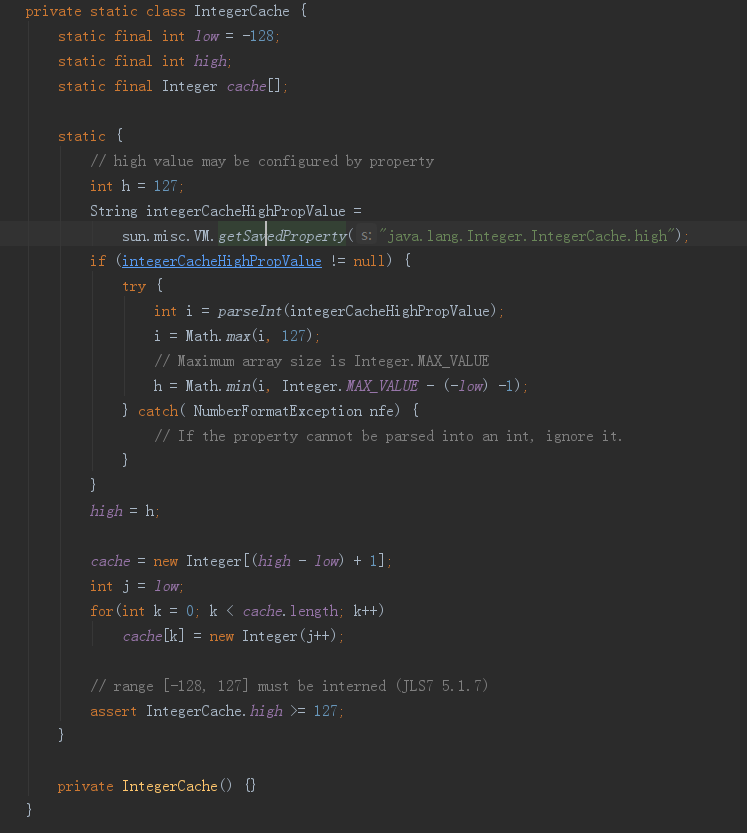 private static class IntegerCache {
    static final int low = -128;
    static final int high;
    static final Integer cache[];

    static {
        // high value may be configured by property
        int h = 127;
        String integerCacheHighPropValue =
            sun.misc.VM.getSavedProperty( s: "java.lang.Integer.IntegerCache.high");
        if (integerCacheHighPropValue != null) {
            try {
                int i = parseInt(integerCacheHighPropValue);
                i = Math.max(i, 127);
                // Maximum array size is Integer.MAX_VALUE
                h = Math.min(i, Integer.MAX_VALUE - (-low) -1);
            } catch( NumberFormatException nfe) {
                // If the property cannot be parsed into an int, ignore it.
            }
        }
        high = h;

        cache = new Integer[(high - low) + 1];
        int j = low;
        for(int k = 0; k < cache.length; k++)
            cache[k] = new Integer(j++);

        // range [-128, 127] must be interned (JLS7 5.1.7)
        assert IntegerCache.high >= 127;
    }

    private IntegerCache() {}
}